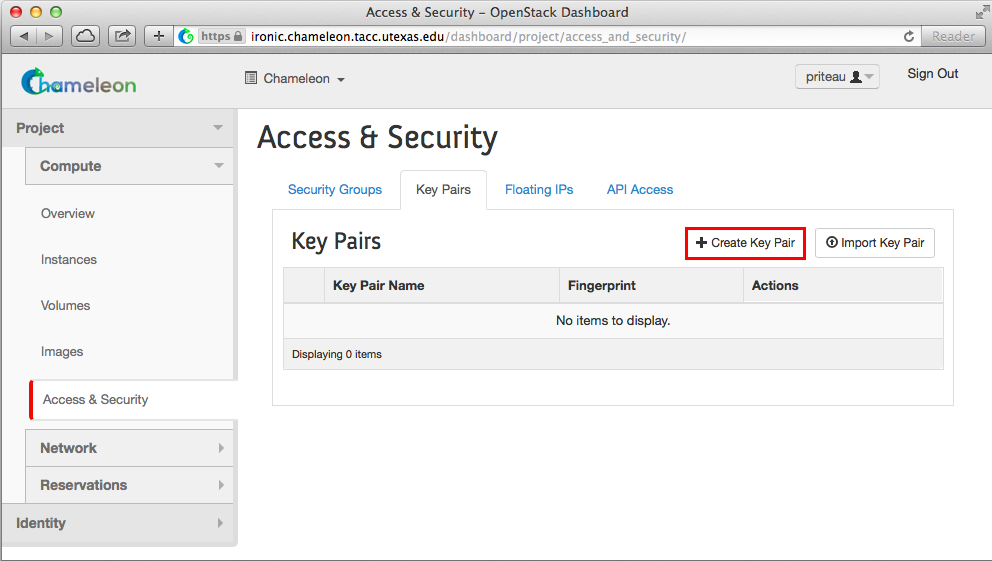 Access & Security – OpenStack Dashboard
https ironic.chameleon.tacc.utexas.edu/dashboard/project/access_and_security/ Reader
Chameleon Chameleon priteau Sign Out
Project
Compute
Overview
Instances
Volumes
Images
Access & Security
Network
Reservations
Identity
Access & Security
Security Groups Key Pairs Floating IPs API Access
Key Pairs Create Key Pair Import Key Pair
Key Pair Name Fingerprint Actions
No items to display.
Displaying 0 items